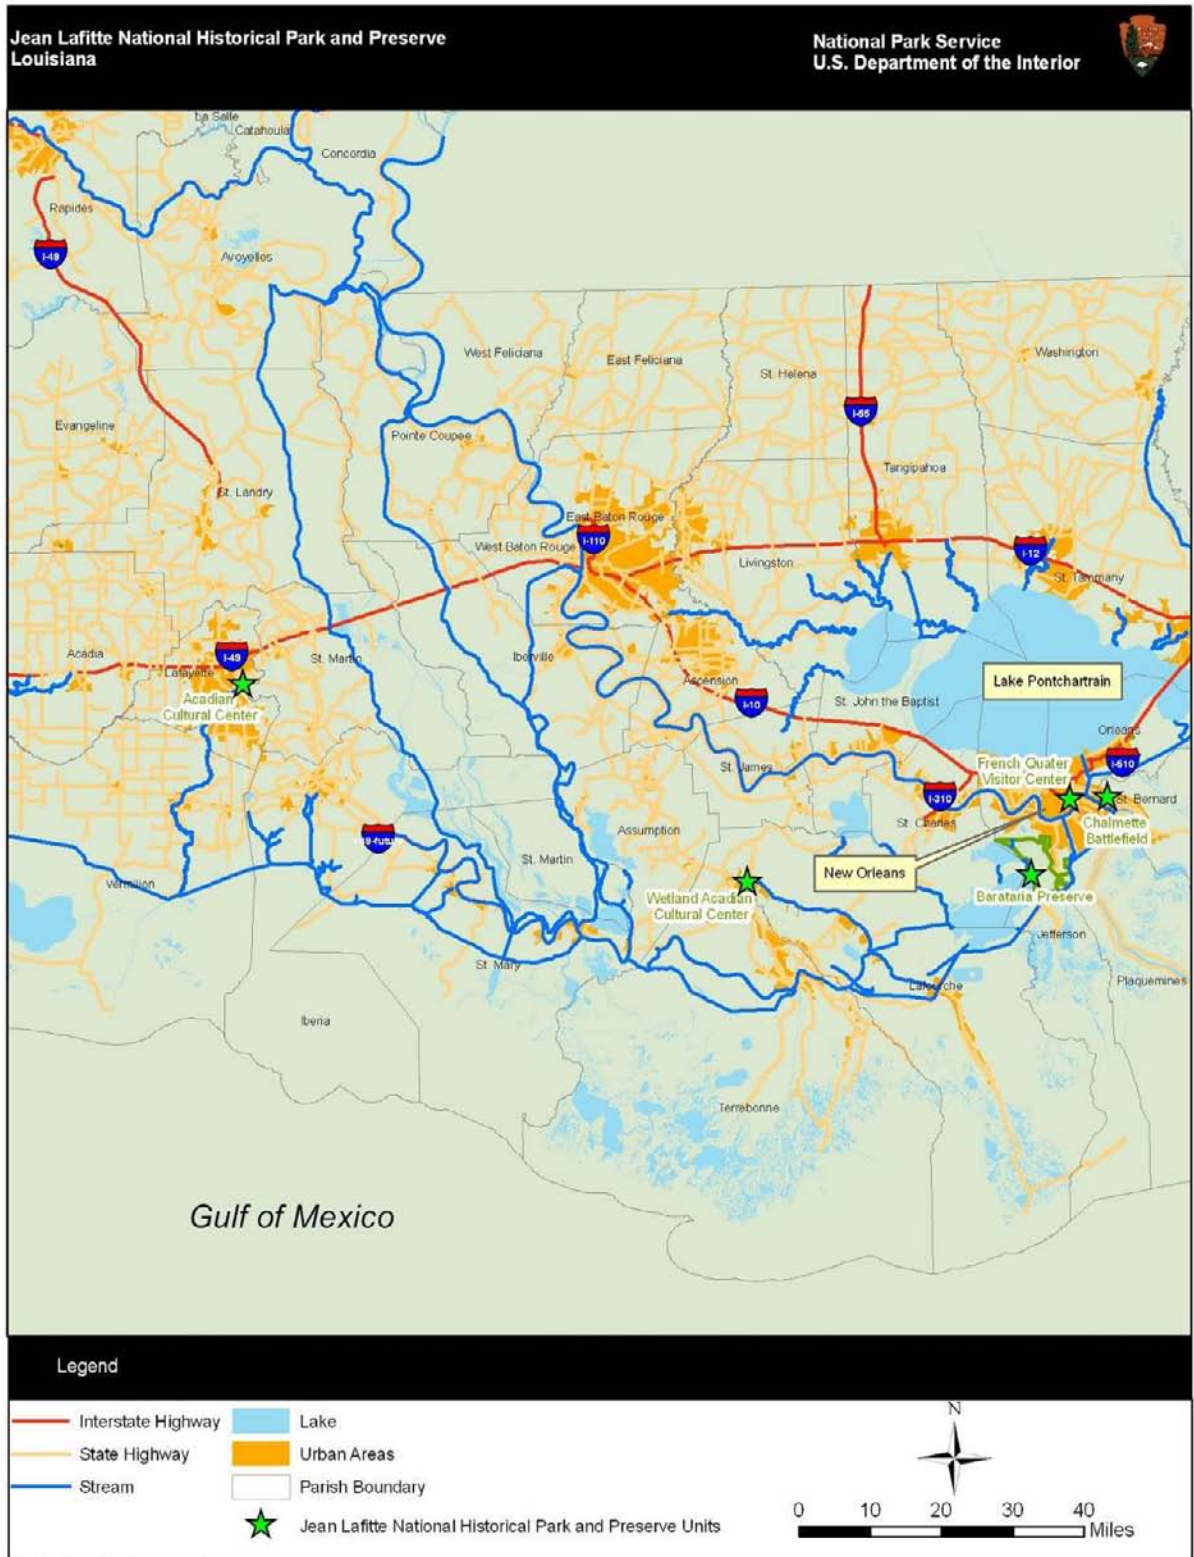 Jean Lafitte National Historical Park and Preserve
Louisiana
National Park Service
U.S. Department of the Interior
La Salle
Catahoula
Concordia
Rapides
I-49
Avoyelles
West Feliciana
East Feliciana
St. Helena
Washington
I-55
Evangeline
Pointe Coupee
Tangipahoa
St. Landry
East Baton Rouge
I-110
West Baton Rouge
I-12
Livingston
St. Tammany
Acadia
I-49
St. Martin
Iberville
Lafayette
Ascension
Lake Pontchartrain
Acadian
Cultural Center
I-10
St. John the Baptist
Orleans
St. James
French Quater
Visitor Center
I-610
I-310
St. Bernard
St. Charles
Chalmette
Battlefield
Assumption
St. Martin
New Orleans
Vermilion
Wetland Acadian
Cultural Center
Barataria Preserve
Jefferson
St. Mary
Lafourche
Plaquemines
Iberia
Terrebonne
Gulf of Mexico
Legend
Interstate Highway
State Highway
Stream
Lake
Urban Areas
Parish Boundary
Jean Lafitte National Historical Park and Preserve Units
N
0 10 20 30 40
Miles